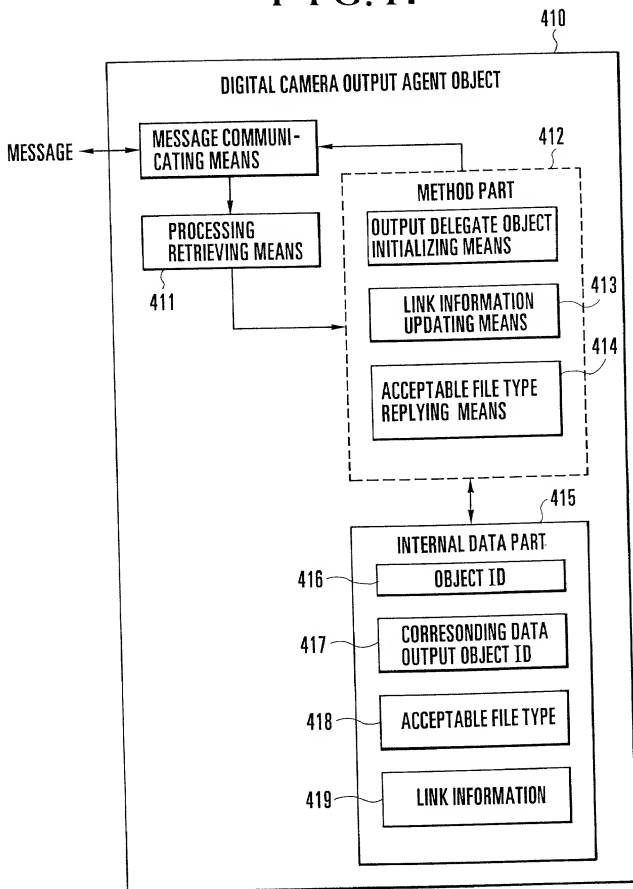 410
DIGITAL CAMERA OUTPUT AGENT OBJECT
MESSAGE
MESSAGE COMMUNI-
CATING MEANS
412
METHOD PART
PROCESSING
RETRIEVING MEANS
411
OUTPUT DELEGATE OBJECT
INITIALIZING MEANS
413
LINK INFORMATION
UPDATING MEANS
414
ACCEPTABLE FILE TYPE
REPLYING MEANS
415
INTERNAL DATA PART
416
OBJECT ID
417
CORRESONDING DATA
OUTPUT OBJECT ID
418
ACCEPTABLE FILE TYPE
419
LINK INFORMATION